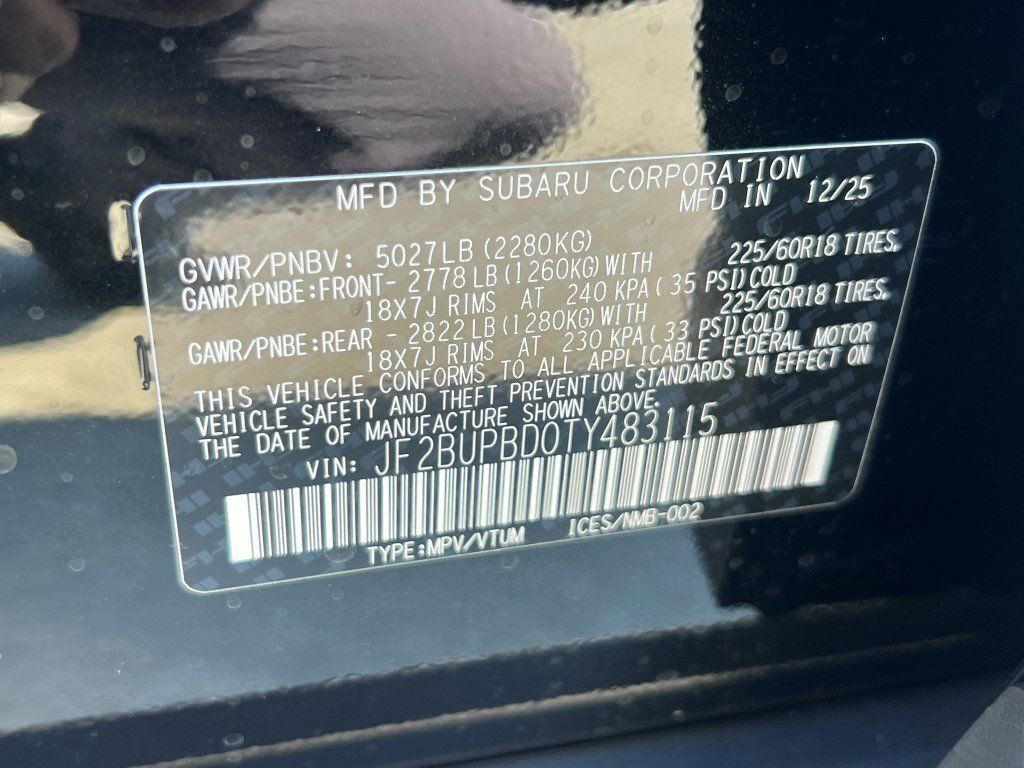 MFD BY SUBARU CORPORATION
MFD IN 12/25
GVWR/PNBV: 5027LB (2280KG)
GAWR/PNBE:FRONT- 2778 LB(1260KG)WITH 225/60R18 TIRES,
18X7J RIMS AT 240 KPA( 35 PSI)COLD
GAWR/PNBE:REAR - 2822 LB(1280KG)WITH 225/60R18 TIRES,
18X7J RIMS AT 230 KPA( 33 PSI)COLD
THIS VEHICLE CONFORMS TO ALL APPLICABLE FEDERAL MOTOR
VEHICLE SAFETY AND THEFT PREVENTION STANDARDS IN EFFECT ON
THE DATE OF MANUFACTURE SHOWN ABOVE.
VIN: JF2BUPBD0TY483115
TYPE:MPV/VTUM ICES/NMB-002